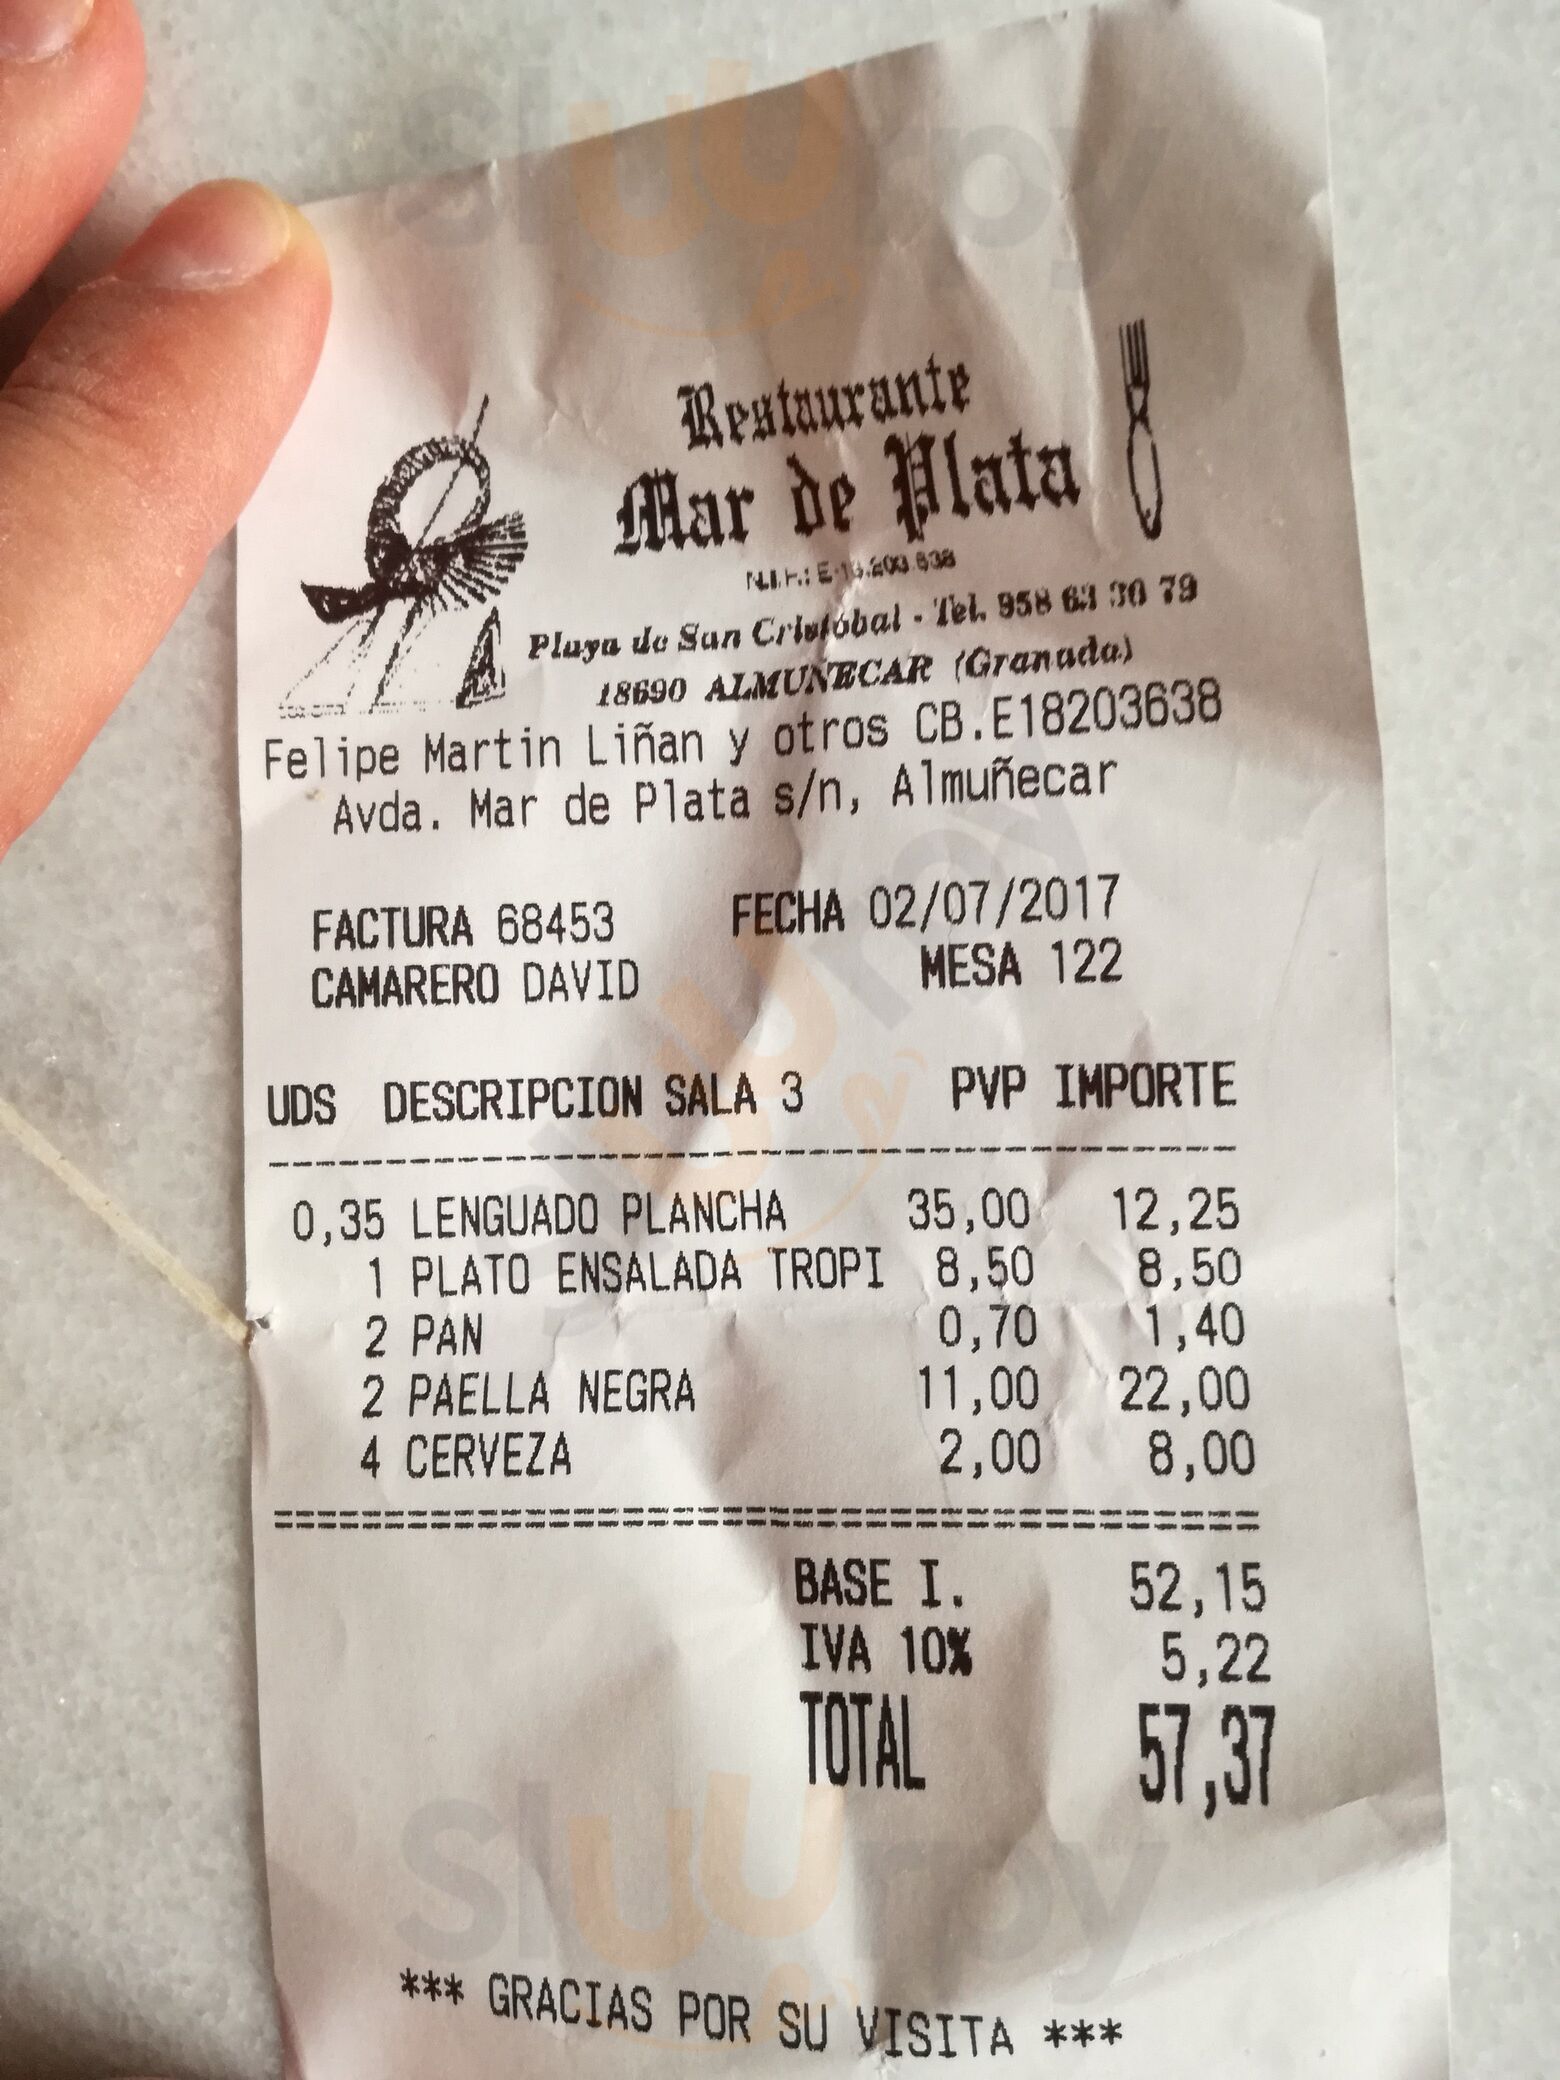 sluurpy
Restaurante
Mar de Plata
Playa de San Cristóbal - Tel. 958 63 30 79
18690 ALMUÑECAR (Granada)
Felipe Martin Liñan y otros CB.E18203638
Avda. Mar de Plata s/n, Almuñecar
FACTURA 68453 FECHA 02/07/2017
CAMARERO DAVID MESA 122
UDS DESCRIPCION SALA 3 PVP IMPORTE
0,35 LENGUADO PLANCHA 35,00 12,25
1 PLATO ENSALADA TROPI 8,50 8,50
2 PAN 0,70 1,40
2 PAELLA NEGRA 11,00 22,00
4 CERVEZA 2,00 8,00
sluurpy
BASE I. 52,15
IVA 10% 5,22
TOTAL 57,37
sluurpy
*** GRACIAS POR SU VISITA ***